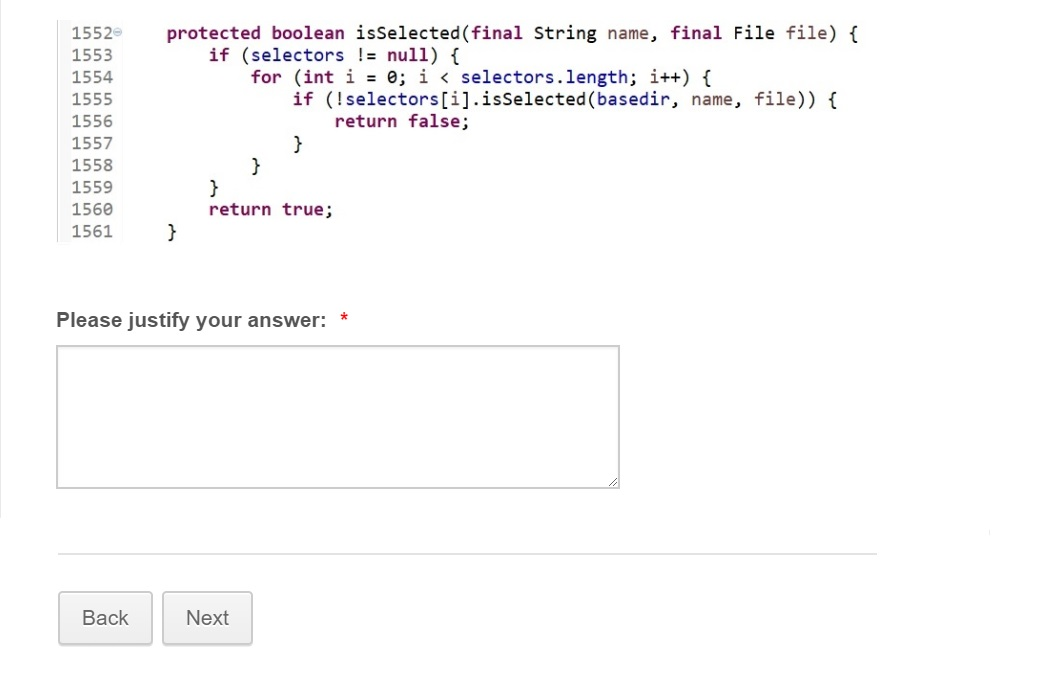 1552 protected boolean isSelected(final String name, final File file) {
1553 if (selectors != null) {
1554 for (int i = 0; i < selectors.length; i++) {
1555 if (!selectors[i].isSelected(basedir, name, file)) {
1556 return false;
1557 }
1558 }
1559 }
1560 return true;
1561 }
Please justify your answer: *
Back Next